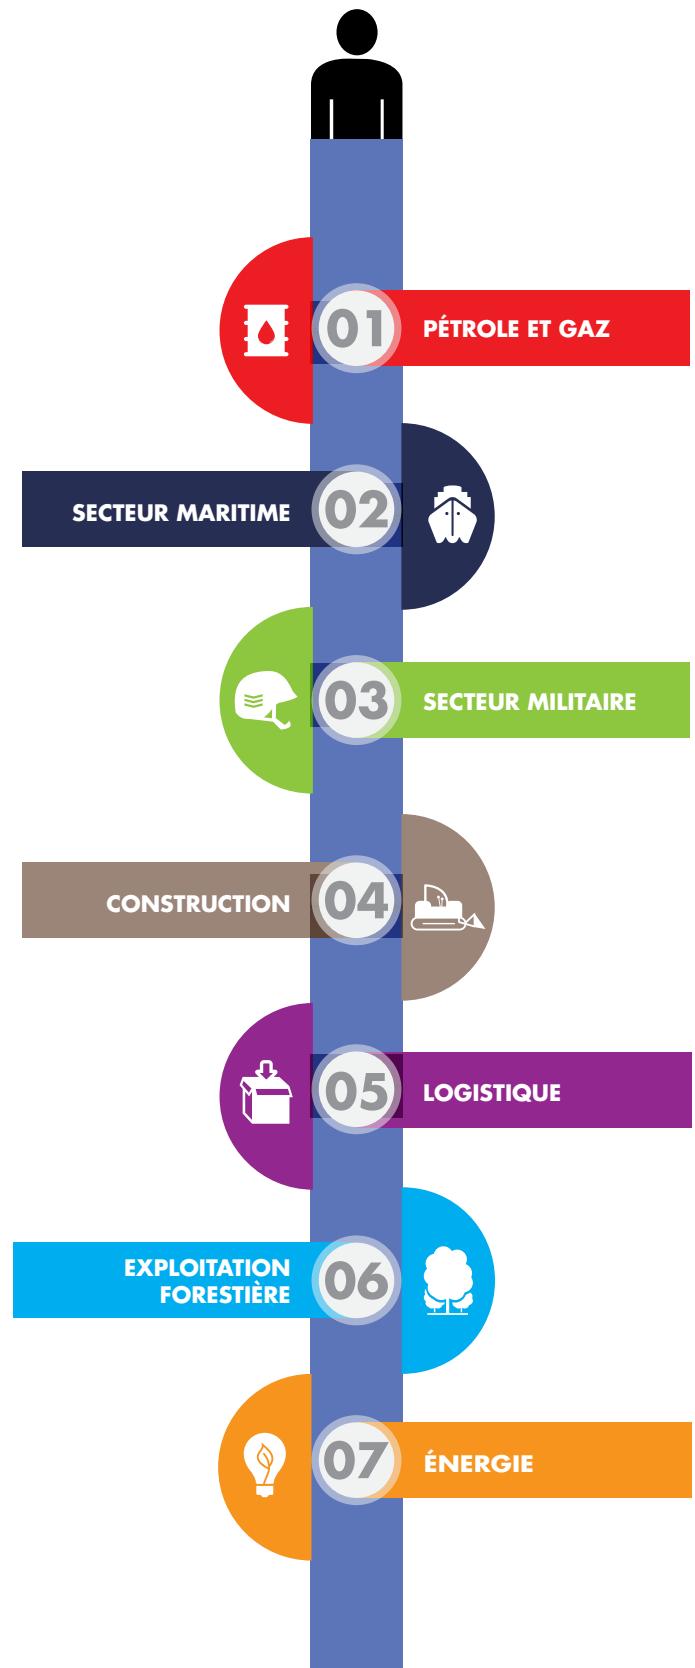 01
PÉTROLE ET GAZ
SECTEUR MARITIME
02
03
SECTEUR MILITAIRE
CONSTRUCTION
04
05
LOGISTIQUE
EXPLOITATION
FORESTIÈRE
06
07
ÉNERGIE